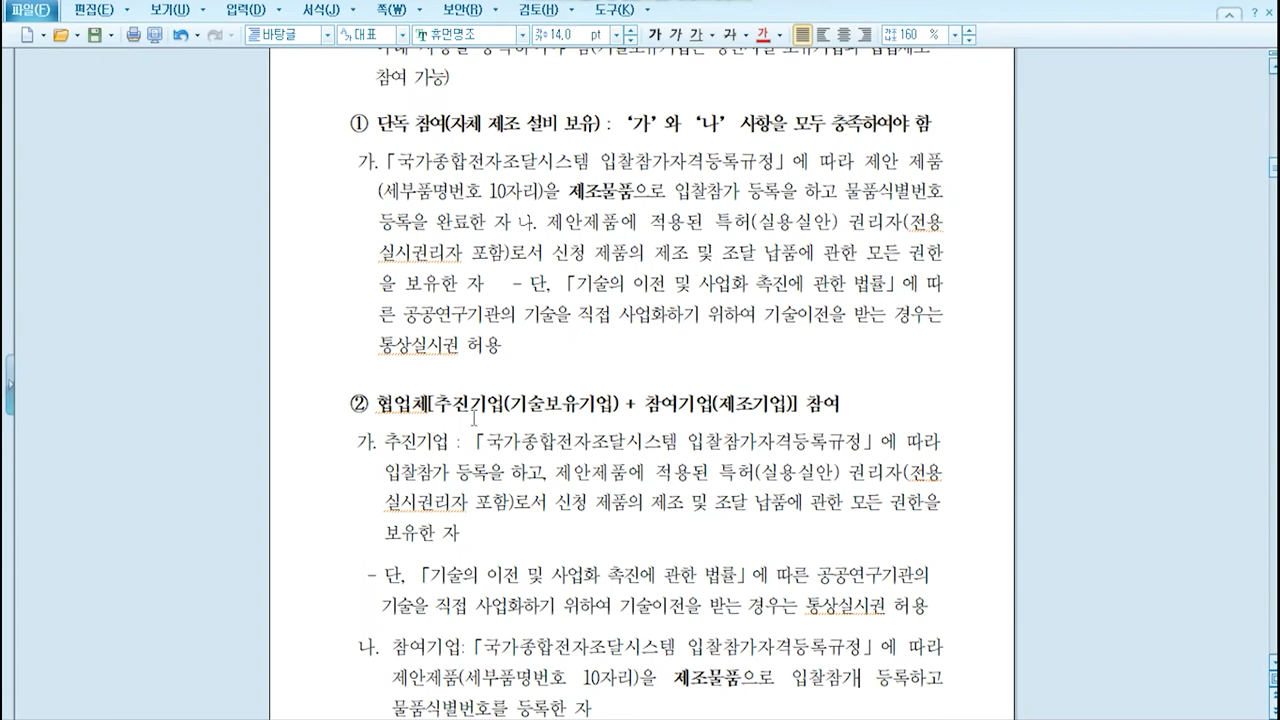 파일(F) 편집(E) 보기(U) 입력(D) 서식(J) 쪽(W) 보안(R) 검토(H) 도구(K)
바탕글 대표 휴먼명조 14,0 pt 가 가 가 가 가 160 %
참여 가능)
① 단독 참여(자체 제조 설비 보유) : ‘가’와 ‘나’ 사항을 모두 충족하여야 함
가.「국가종합전자조달시스템 입찰참가자격등록규정」에 따라 제안 제품
(세부품명번호 10자리)을 제조물품으로 입찰참가 등록을 하고 물품식별번호
등록을 완료한 자 나. 제안제품에 적용된 특허(실용실안) 권리자(전용
실시권리자 포함)로서 신청 제품의 제조 및 조달 납품에 관한 모든 권한
을 보유한 자 - 단, 「기술의 이전 및 사업화 촉진에 관한 법률」에 따
른 공공연구기관의 기술을 직접 사업화하기 위하여 기술이전을 받는 경우는
통상실시권 허용
② 협업체[추진기업(기술보유기업) + 참여기업(제조기업)] 참여
가. 추진기업 : 「국가종합전자조달시스템 입찰참가자격등록규정」에 따라
입찰참가 등록을 하고, 제안제품에 적용된 특허(실용실안) 권리자(전용
실시권리자 포함)로서 신청 제품의 제조 및 조달 납품에 관한 모든 권한을
보유한 자
- 단, 「기술의 이전 및 사업화 촉진에 관한 법률」에 따른 공공연구기관의
기술을 직접 사업화하기 위하여 기술이전을 받는 경우는 통상실시권 허용
나. 참여기업:「국가종합전자조달시스템 입찰참가자격등록규정」에 따라
제안제품(세부품명번호 10자리)을 제조물품으로 입찰참가 등록하고
물품식별번호를 등록한 자